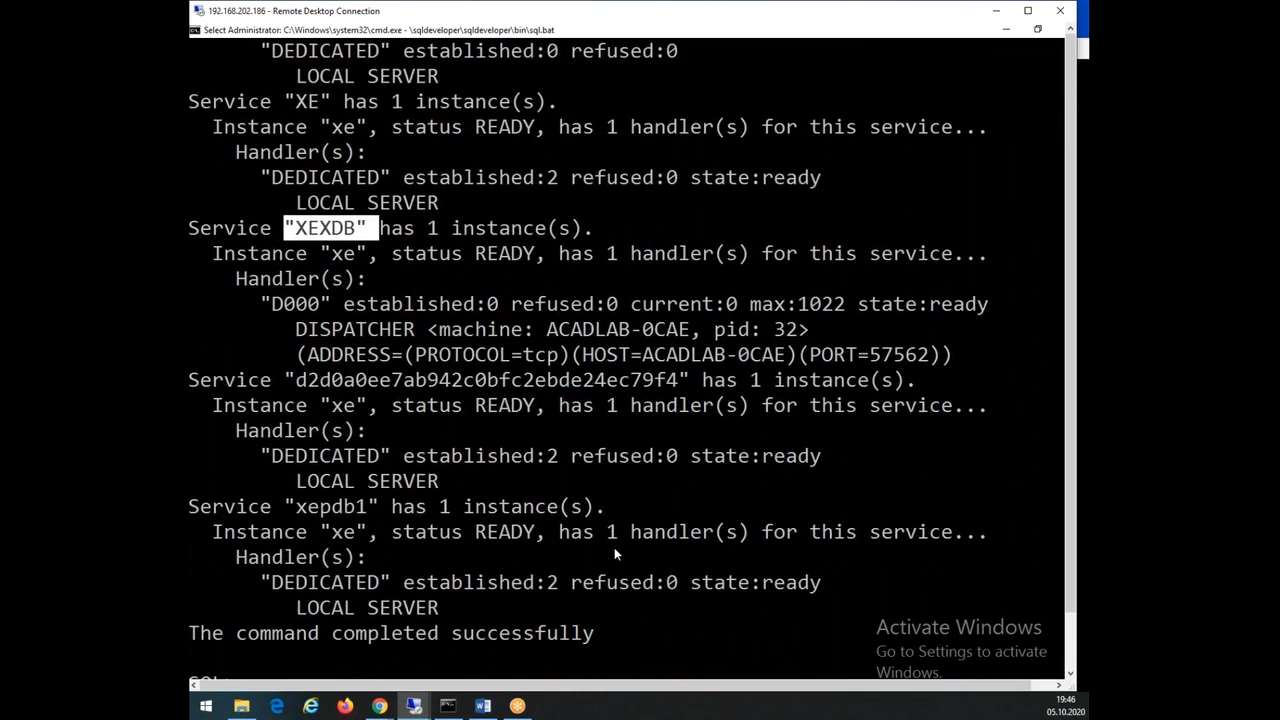 192.168.202.186 - Remote Desktop Connection
Select Administrator: C:\Windows\system32\cmd.exe - \sqldeveloper\sqldeveloper\bin\sql.bat
"DEDICATED" established:0 refused:0
LOCAL SERVER
Service "XE" has 1 instance(s).
Instance "xe", status READY, has 1 handler(s) for this service...
Handler(s):
"DEDICATED" established:2 refused:0 state:ready
LOCAL SERVER
Service "XEXDB" has 1 instance(s).
Instance "xe", status READY, has 1 handler(s) for this service...
Handler(s):
"D000" established:0 refused:0 current:0 max:1022 state:ready
DISPATCHER <machine: ACADLAB-0CAE, pid: 32>
(ADDRESS=(PROTOCOL=tcp)(HOST=ACADLAB-0CAE)(PORT=57562))
Service "d2d0a0ee7ab942c0bfc2ebde24ec79f4" has 1 instance(s).
Instance "xe", status READY, has 1 handler(s) for this service...
Handler(s):
"DEDICATED" established:2 refused:0 state:ready
LOCAL SERVER
Service "xepdb1" has 1 instance(s).
Instance "xe", status READY, has 1 handler(s) for this service...
Handler(s):
"DEDICATED" established:2 refused:0 state:ready
LOCAL SERVER
The command completed successfully
Activate Windows
Go to Settings to activate
Windows.
19:46
05.10.2020